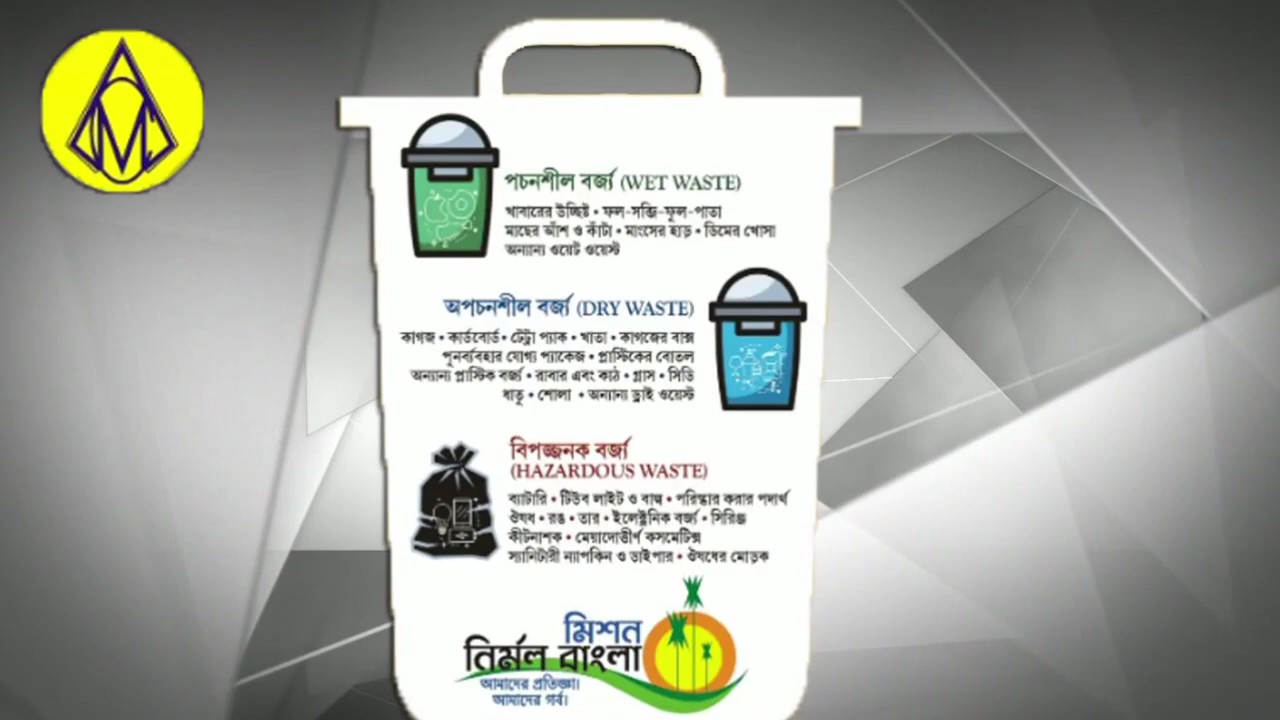 পচনশীল বর্জ্য (WET WASTE)
খাবারের উচ্ছিষ্ট • ফল-সব্জি-ফুল-পাতা
মাছের আঁশ ও কাঁটা • মাংসের হাড় • ডিমের খোসা
অন্যান্য ওয়েট ওয়েস্ট
অপচনশীল বর্জ্য (DRY WASTE)
কাগজ • কার্ডবোর্ড • টেট্রা প্যাক • খাতা • কাগজের বাক্স
পুনর্ব্যবহার যোগ্য প্যাকেজ • প্লাস্টিকের বোতল
অন্যান্য প্লাস্টিক বর্জ্য • রাবার এবং কাঠ • গ্লাস • সিডি
ধাতু • শোলা • অন্যান্য ড্রাই ওয়েস্ট
বিপজ্জনক বর্জ্য
(HAZARDOUS WASTE)
ব্যাটারি • টিউব লাইট ও বাল্ব • পরিস্কার করার পদার্থ
ঔষধ • রঙ • তার • ইলেক্ট্রনিক বর্জ্য • সিরিঞ্জ
কীটনাশক • মেয়াদোত্তীর্ণ কসমেটিক্স
স্যানিটারী ন্যাপকিন ও ডাইপার • ঔষধের মোড়ক
মিশন
নির্মল বাংলা
আমাদের প্রতিজ্ঞা।
আমাদের গর্ব।